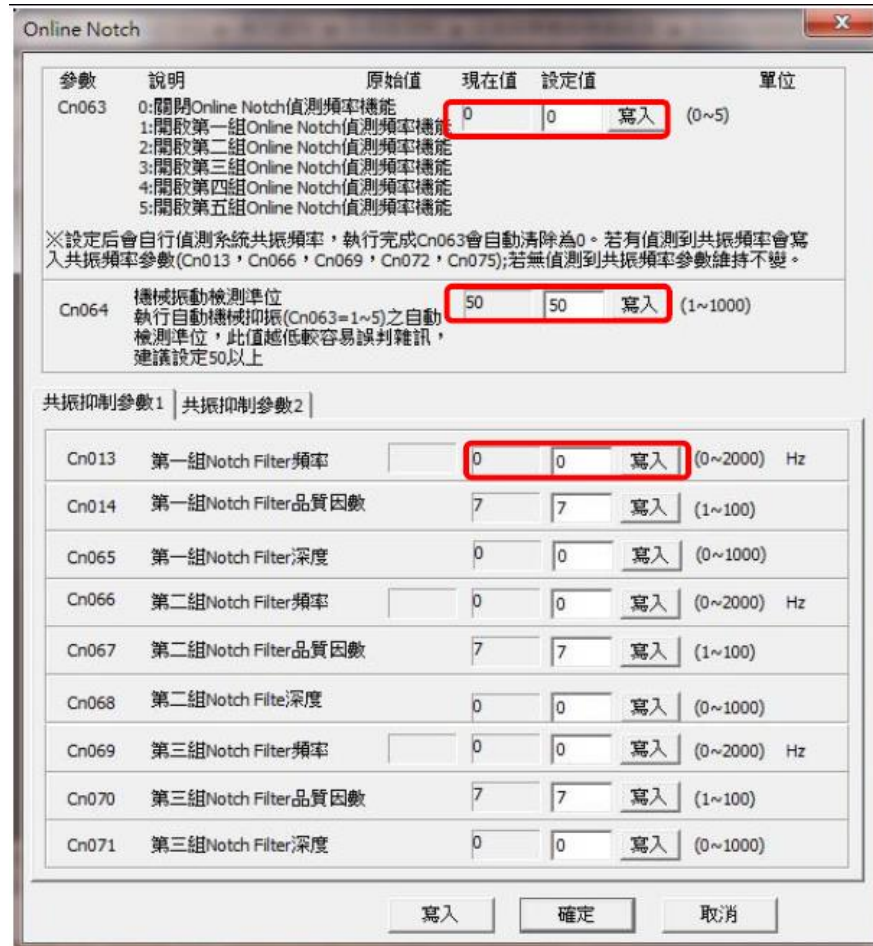 Online Notch
參數 說明 原始值 現在值 設定值 單位
Cn063 0:關閉Online Notch偵測頻率機能 0 0 寫入 (0~5)
1:開啟第一組Online Notch偵測頻率機能
2:開啟第二組Online Notch偵測頻率機能
3:開啟第三組Online Notch偵測頻率機能
4:開啟第四組Online Notch偵測頻率機能
5:開啟第五組Online Notch偵測頻率機能
※設定后會自行偵測系統共振頻率,執行完成Cn063會自動清除為0。若有偵測到共振頻率會寫
入共振頻率參數(Cn013,Cn066,Cn069,Cn072,Cn075);若無偵測到共振頻率參數維持不變。
Cn064 機械振動檢測準位 50 50 寫入 (1~1000)
執行自動機械抑振(Cn063=1~5)之自動
檢測準位,此值越低較容易誤判雜訊,
建議設定50以上
共振抑制參數1 共振抑制參數2
Cn013 第一組Notch Filter頻率 0 0 寫入 (0~2000) Hz
Cn014 第一組Notch Filter品質因數 7 7 寫入 (1~100)
Cn065 第一組Notch Filter深度 0 0 寫入 (0~1000)
Cn066 第二組Notch Filter頻率 0 0 寫入 (0~2000) Hz
Cn067 第二組Notch Filter品質因數 7 7 寫入 (1~100)
Cn068 第二組Notch Filte深度 0 0 寫入 (0~1000)
Cn069 第三組Notch Filter頻率 0 0 寫入 (0~2000) Hz
Cn070 第三組Notch Filter品質因數 7 7 寫入 (1~100)
Cn071 第三組Notch Filter深度 0 0 寫入 (0~1000)
寫入 確定 取消